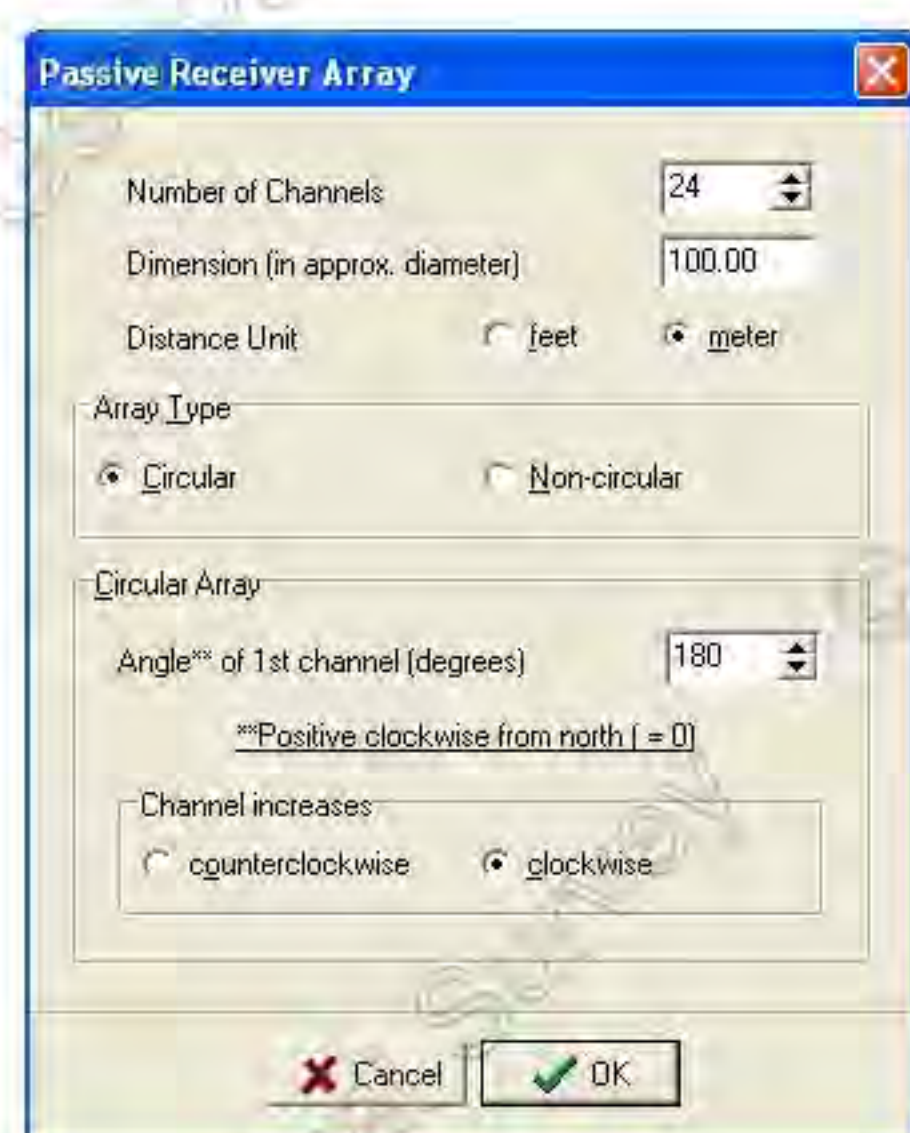 Passive Receiver Array
Number of Channels 24
Dimension (in approx. diameter) 100.00
Distance Unit feet meter
Array Type
Circular Non-circular
Circular Array
Angle** of 1st channel (degrees) 180
**Positive clockwise from north ( = 0)
Channel increases
counterclockwise clockwise
Cancel OK